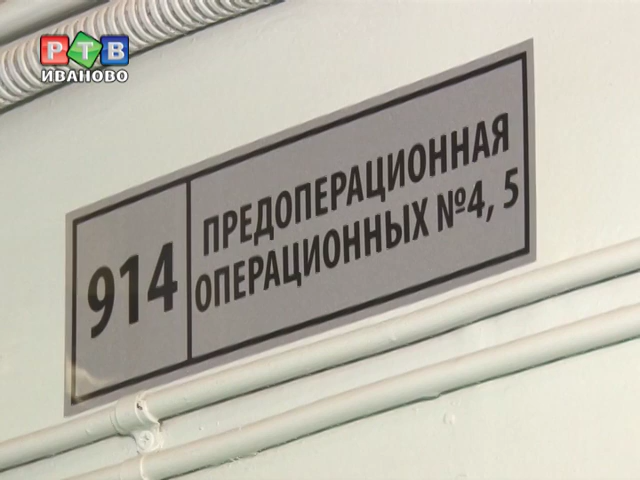 РТВ
ИВАНОВО
914
ПРЕДОПЕРАЦИОННАЯ
ОПЕРАЦИОННЫХ №4, 5